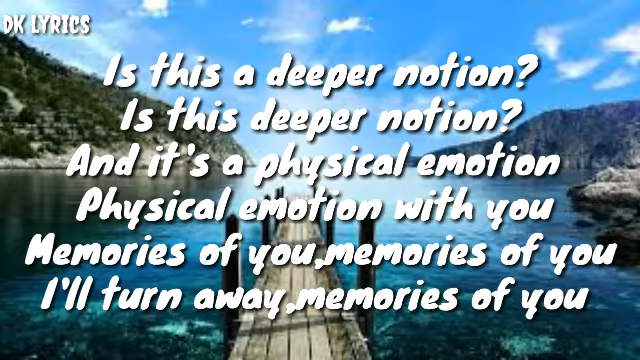 DK LYRICS
Is this a deeper notion?
Is this deeper notion?
And it's a physical emotion
Physical emotion with you
Memories of you,memories of you
I'll turn away,memories of you